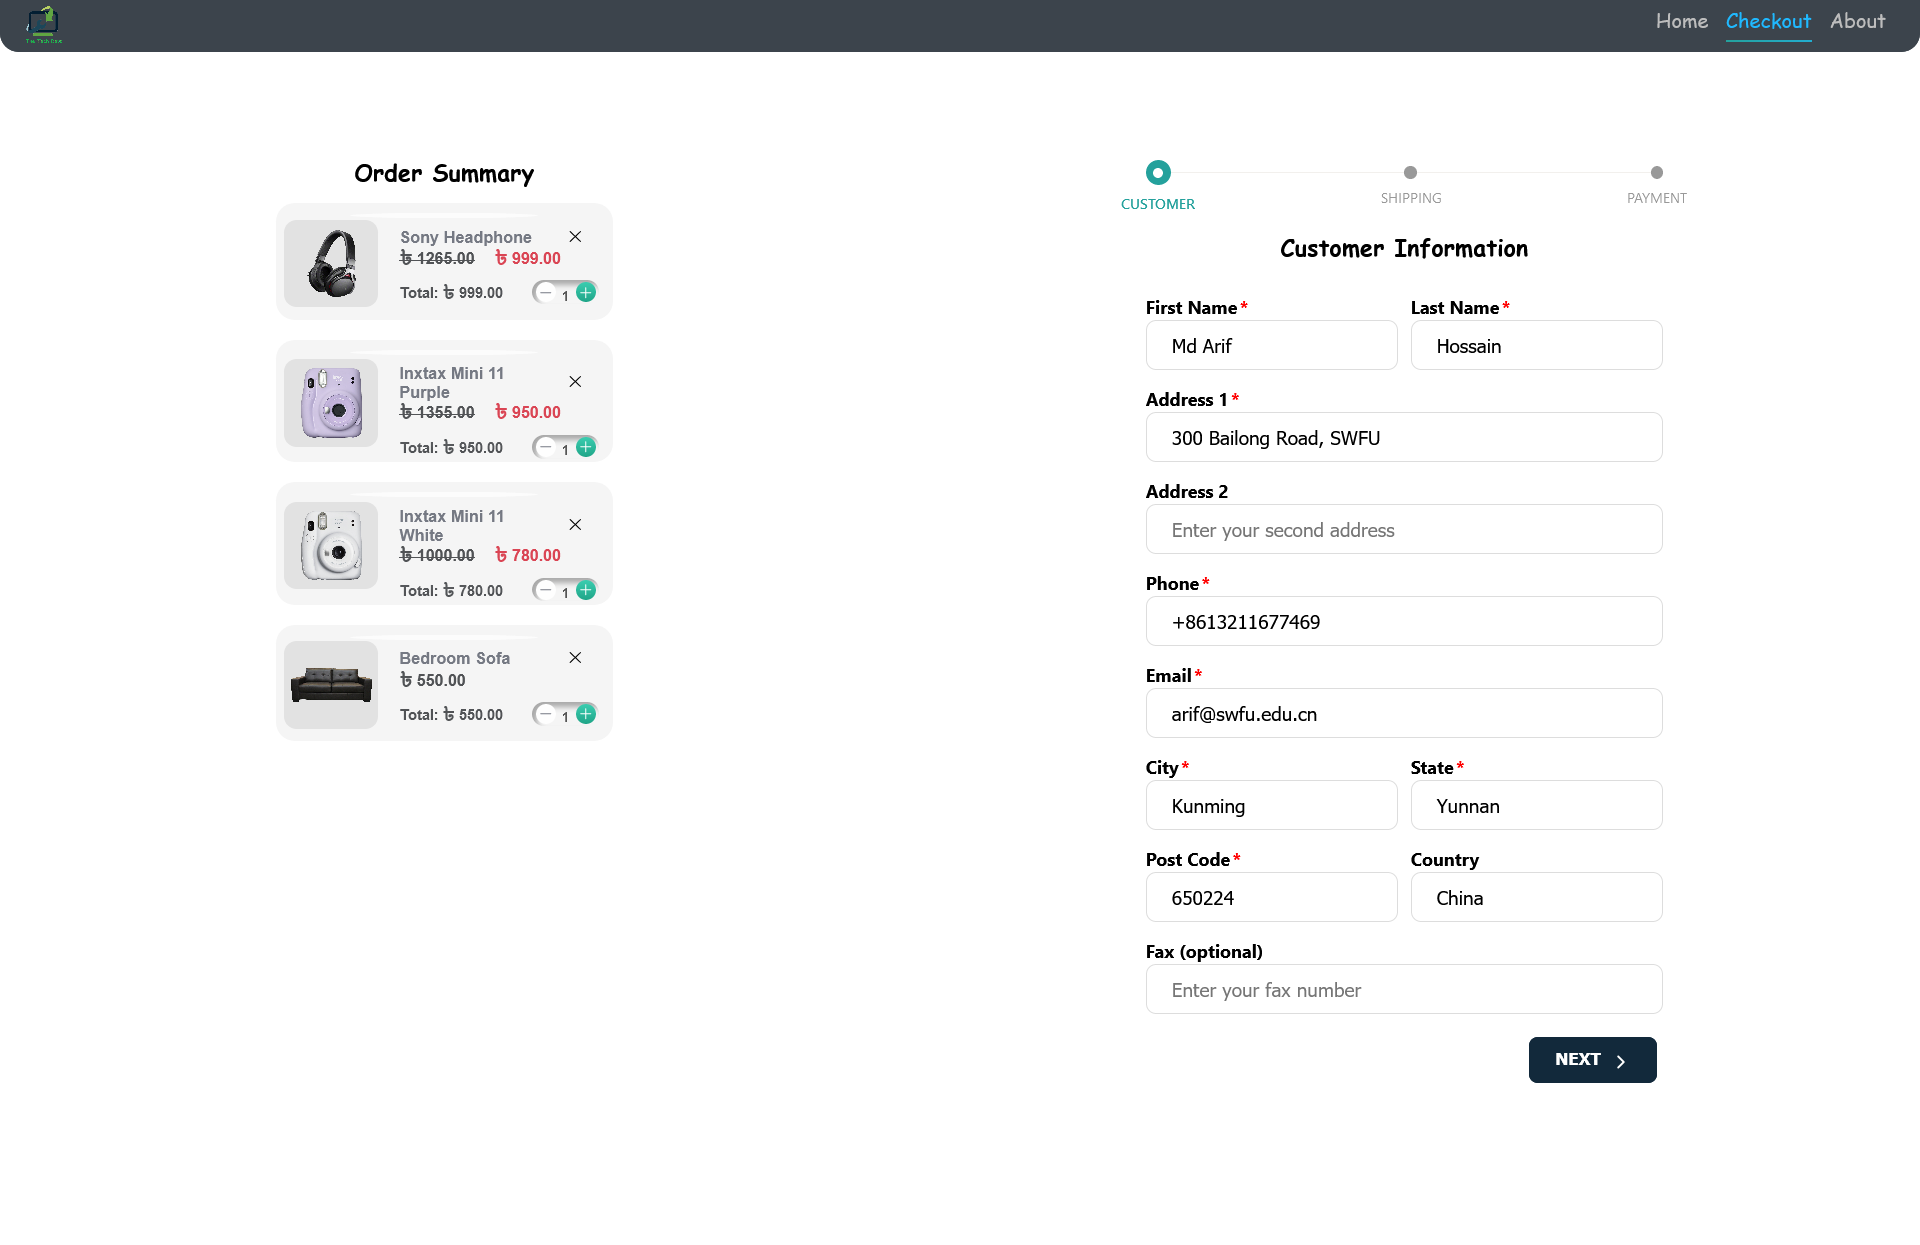 Home Checkout About
Order Summary
Sony Headphone
৳ 1265.00 ৳ 999.00
Total: ৳ 999.00 1
Inxtax Mini 11
Purple
৳ 1355.00 ৳ 950.00
Total: ৳ 950.00 1
Inxtax Mini 11
White
৳ 1000.00 ৳ 780.00
Total: ৳ 780.00 1
Bedroom Sofa
৳ 550.00
Total: ৳ 550.00 1
CUSTOMER SHIPPING PAYMENT
Customer Information
First Name* Last Name*
Md Arif Hossain
Address 1*
300 Bailong Road, SWFU
Address 2
Enter your second address
Phone*
+8613211677469
Email*
arif@swfu.edu.cn
City* State*
Kunming Yunnan
Post Code* Country
650224 China
Fax (optional)
Enter your fax number
NEXT